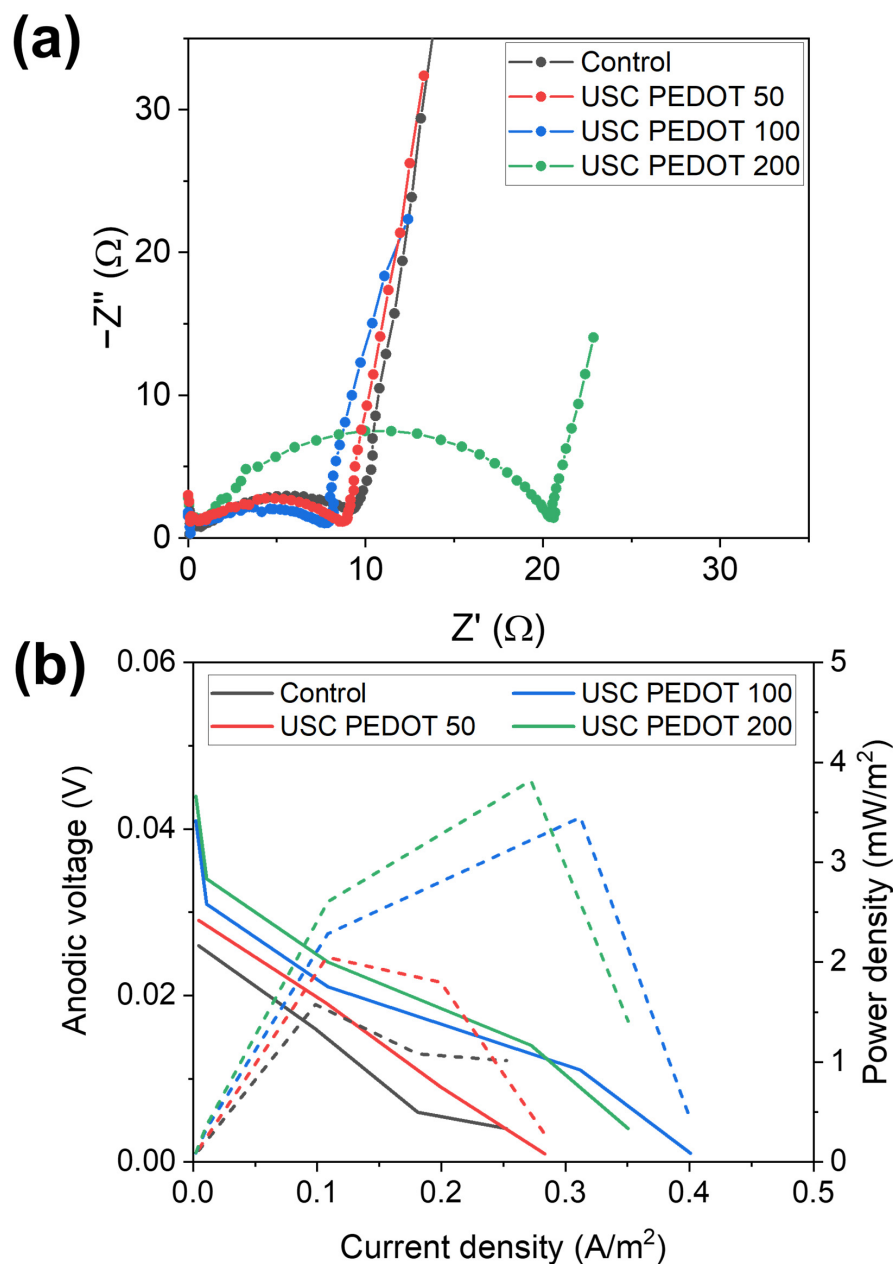 (a)
Control
USC PEDOT 50
USC PEDOT 100
USC PEDOT 200
30
20
10
0
−Z" (Ω)
0 10 20 30
Z' (Ω)
(b)
Control USC PEDOT 100
USC PEDOT 50 USC PEDOT 200
0.06
0.04
0.02
0.00
Anodic voltage (V)
5
4
3
2
1
0
Power density (mW/m²)
0.0 0.1 0.2 0.3 0.4 0.5
Current density (A/m²)